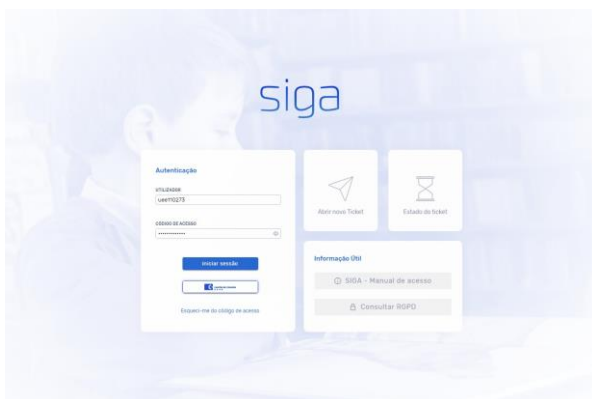 siga
Autenticação
UTILIZADOR
CÓDIGO DE ACESSO
••••••••••••
Iniciar sessão
Esqueci-me do código de acesso
Abrir novo Ticket
Estado do ticket
Informação Útil
SIGA - Manual de acesso
Consultar RGPD